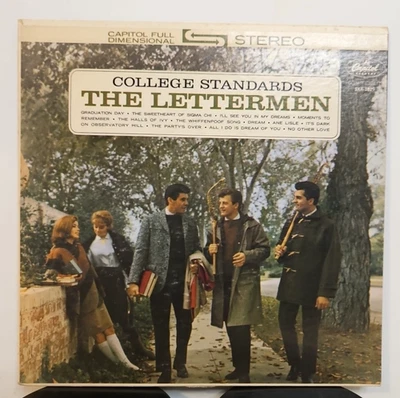 CAPITOL FULL
DIMENSIONAL
STEREO
Capitol
COLLEGE STANDARDS
THE LETTERMEN
GRADUATION DAY • THE SWEETHEART OF SIGMA CHI • I'LL SEE YOU IN MY DREAMS • MOMENTS TO
REMEMBER • THE HALLS OF IVY • THE WHIFFENPOOF SONG • DREAM • ANE LISLE • IT'S DARK
ON OBSERVATORY HILL • THE PARTY'S OVER • ALL I DO IS DREAM OF YOU • NO OTHER LOVE